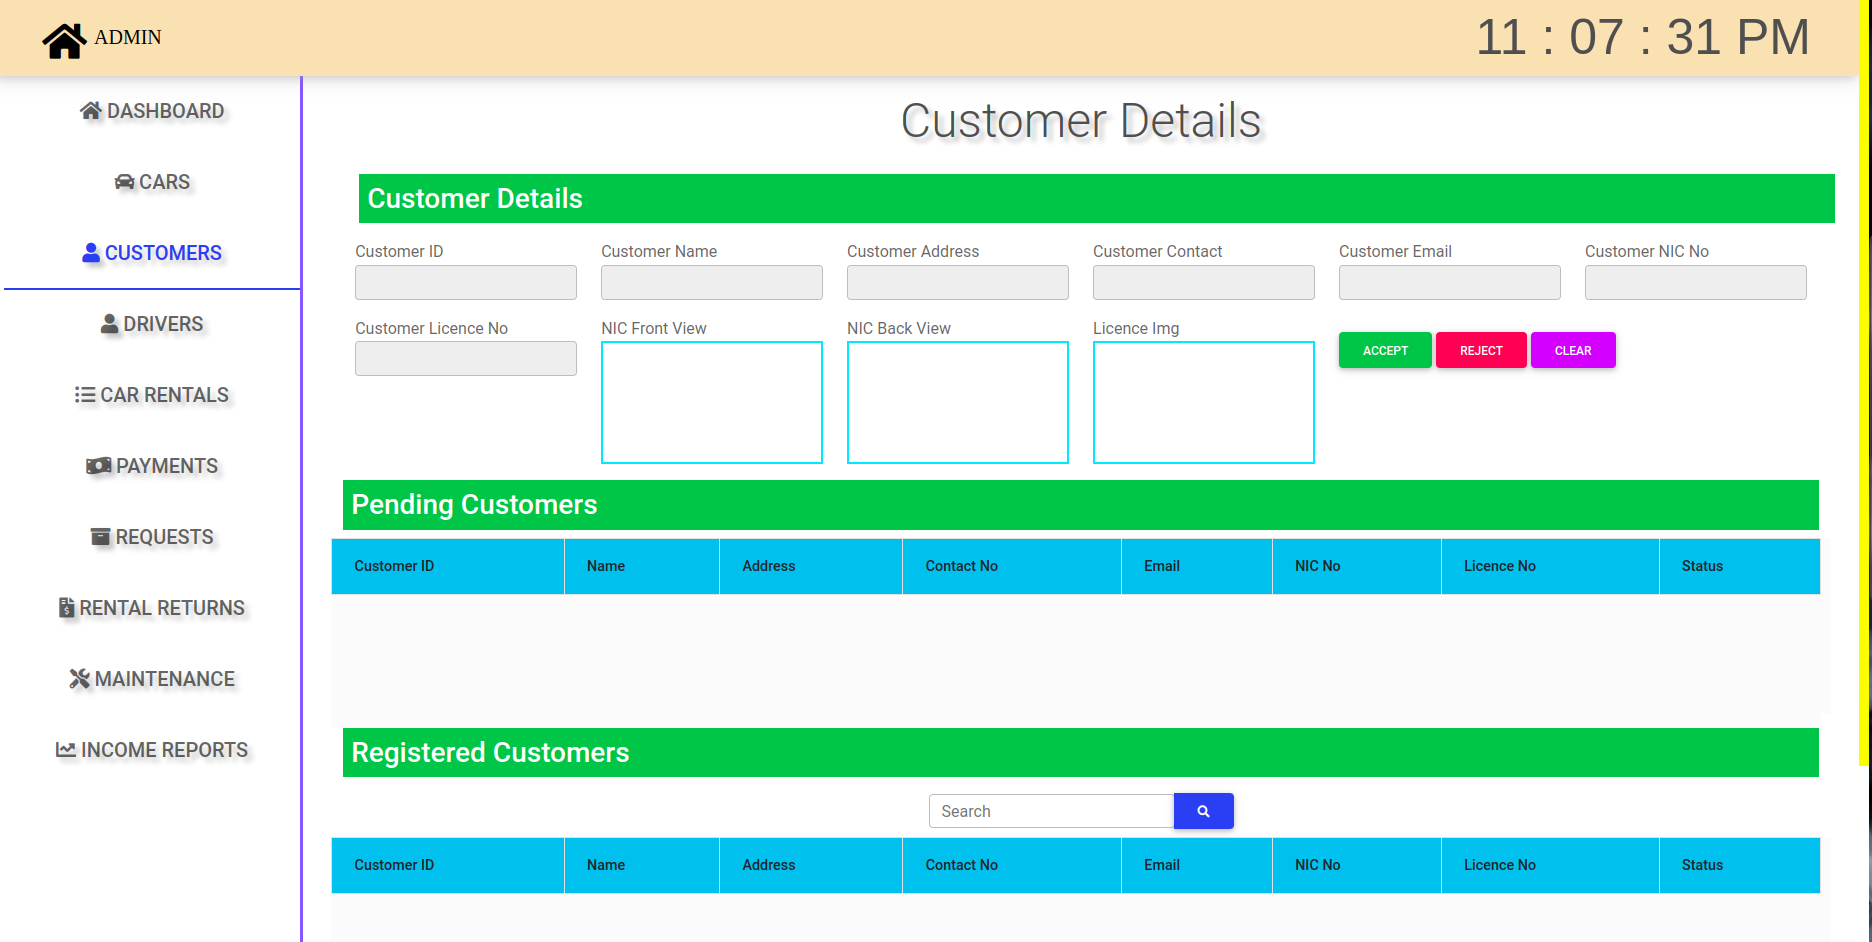 ADMIN
11 : 07 : 31 PM
DASHBOARD
CARS
CUSTOMERS
DRIVERS
CAR RENTALS
PAYMENTS
REQUESTS
RENTAL RETURNS
MAINTENANCE
INCOME REPORTS
Customer Details
Customer Details
Customer ID Customer Name Customer Address Customer Contact Customer Email Customer NIC No
Customer Licence No NIC Front View NIC Back View Licence Img
ACCEPT REJECT CLEAR
Pending Customers
Customer ID Name Address Contact No Email NIC No Licence No Status
Registered Customers
Search
Customer ID Name Address Contact No Email NIC No Licence No Status